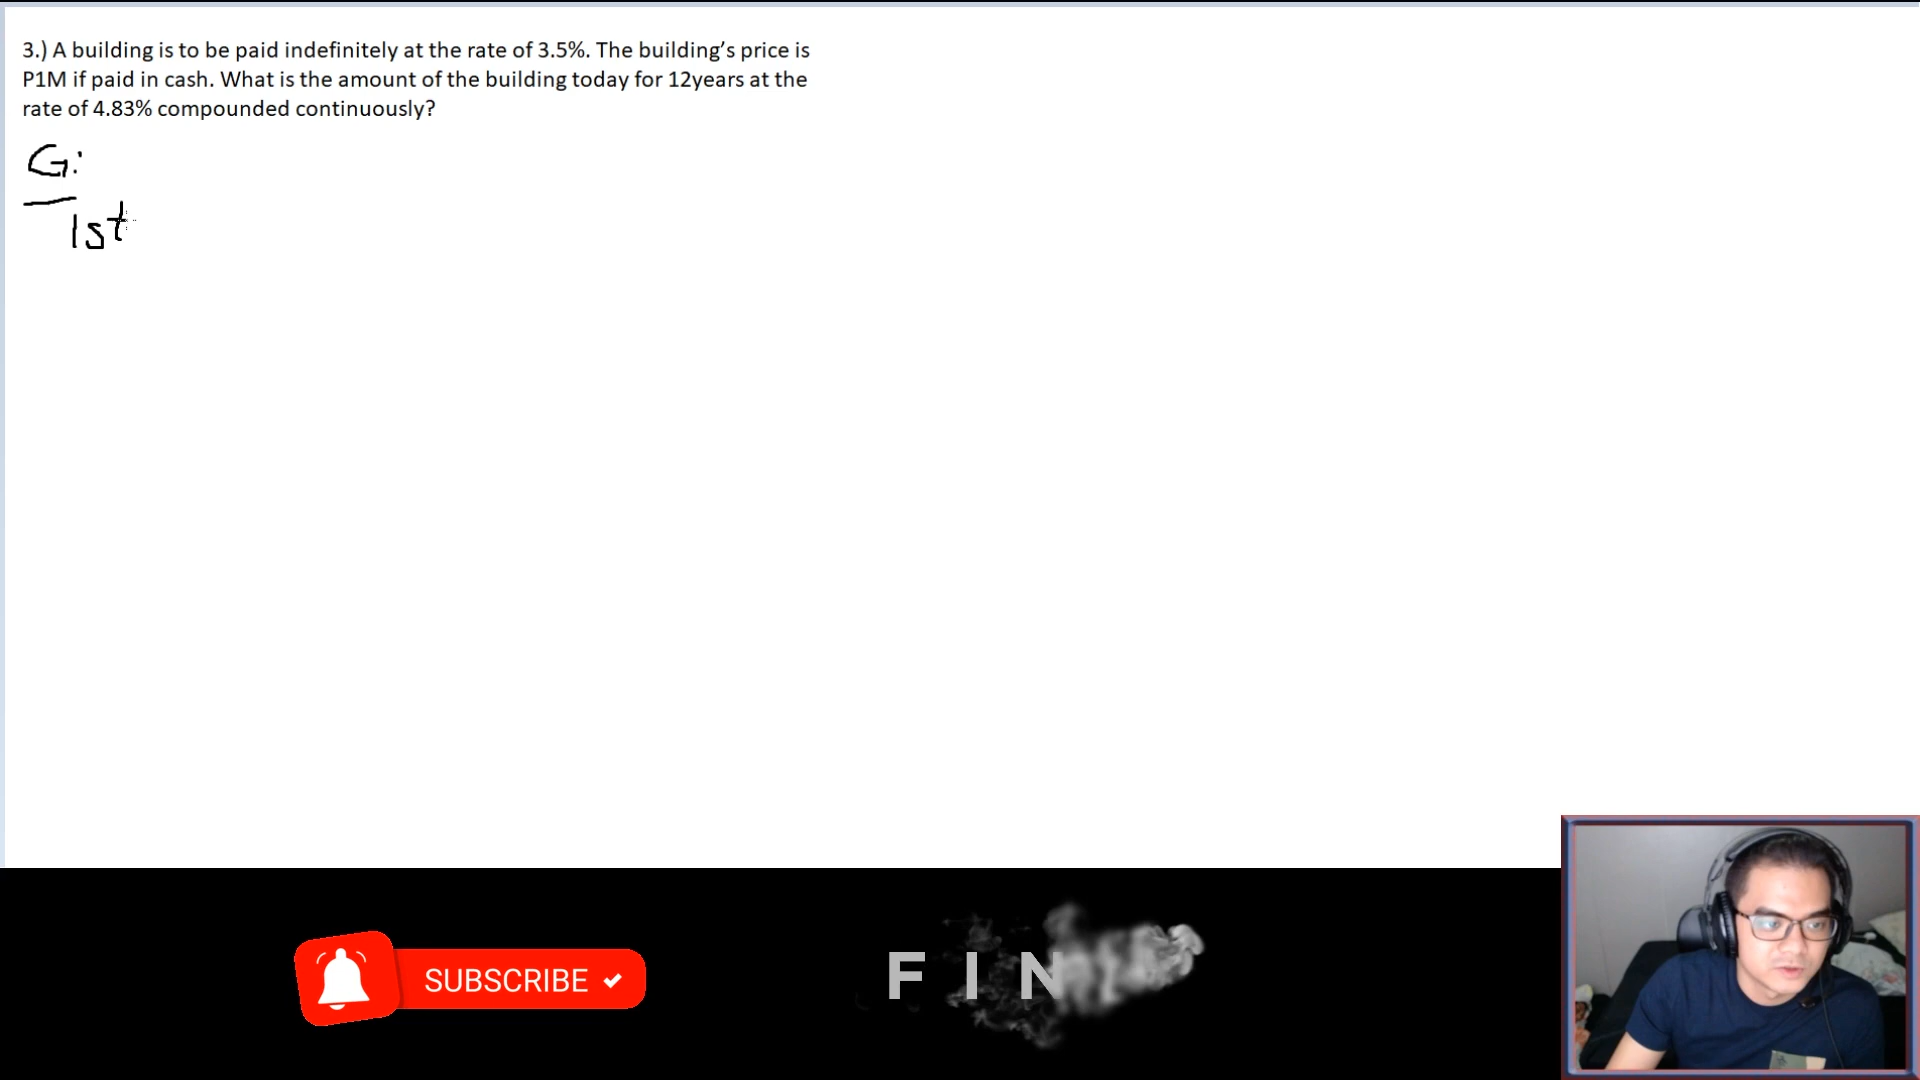 3.) A building is to be paid indefinitely at the rate of 3.5%. The building’s price is
P1M if paid in cash. What is the amount of the building today for 12years at the
rate of 4.83% compounded continuously?
G:
1st
SUBSCRIBE
F I N